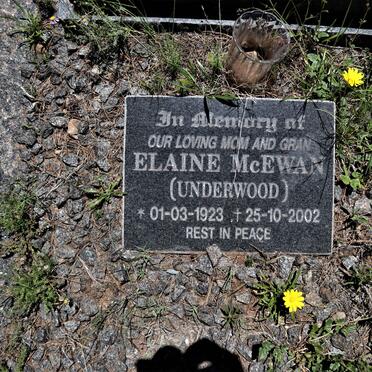 In Memory of
OUR LOVING MOM AND GRAN
ELAINE McEWAN
(UNDERWOOD)
* 01-03-1923 † 25-10-2002
REST IN PEACE